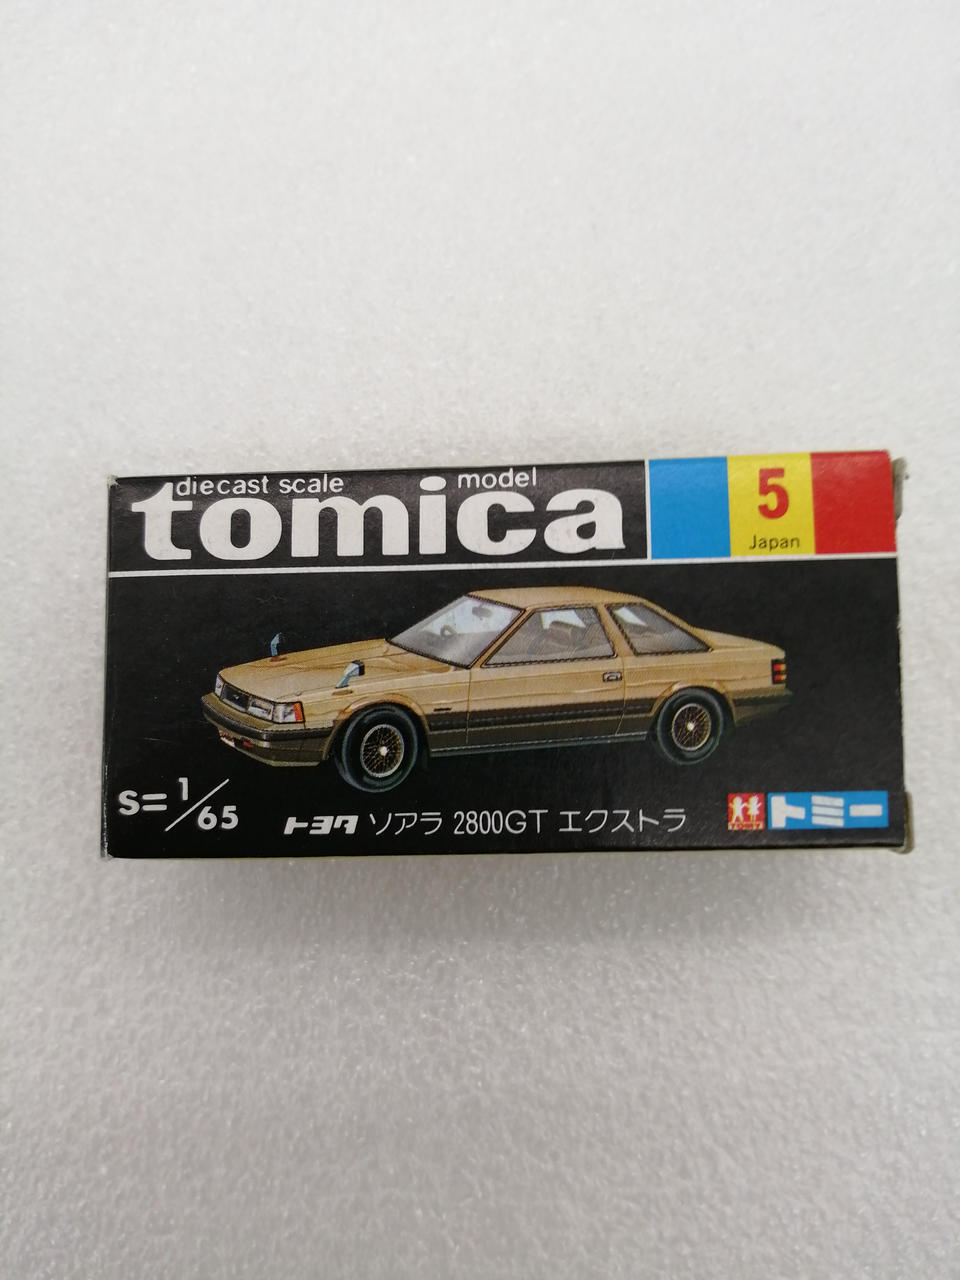 diecast scale model
tomica
5
Japan
S=1/65
トヨタ ソアラ 2800GT エクストラ
TOMY
トミー